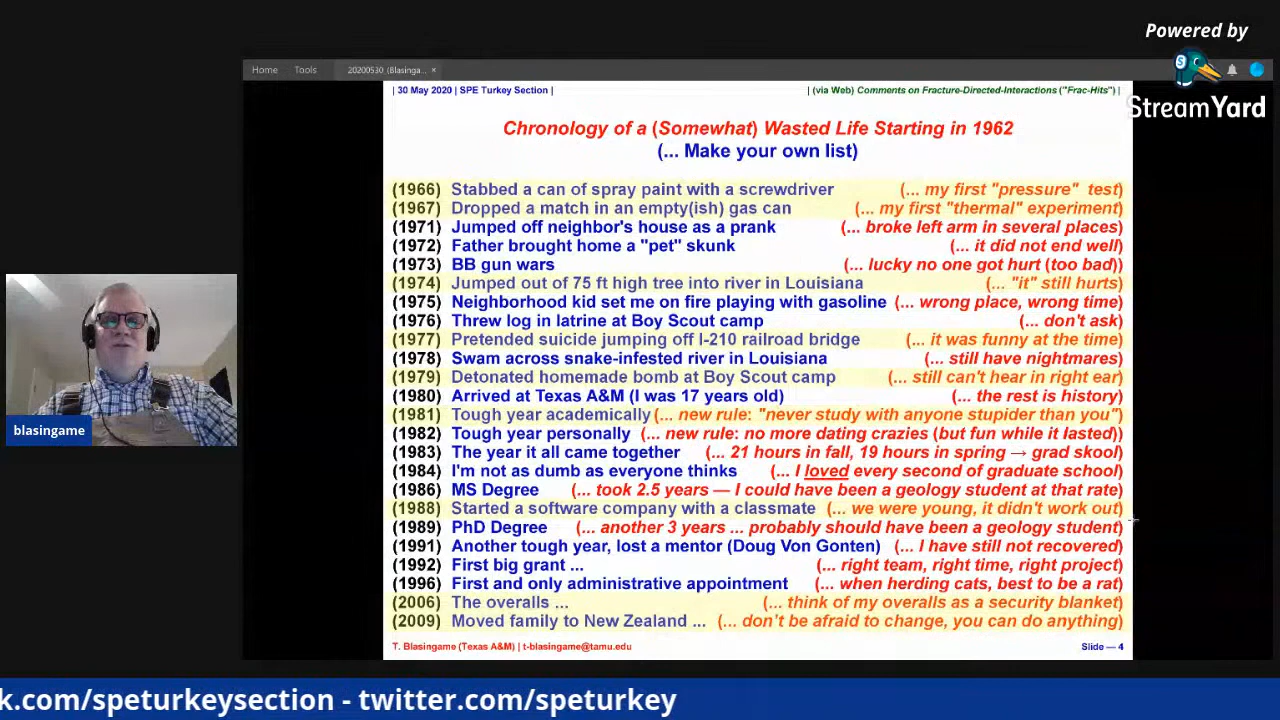 Powered by
StreamYard
Home Tools 20200530_(Blasinga... ×
| 30 May 2020 | SPE Turkey Section | | (via Web) Comments on Fracture-Directed-Interactions ("Frac-Hits") |
Chronology of a (Somewhat) Wasted Life Starting in 1962
(... Make your own list)
(1966) Stabbed a can of spray paint with a screwdriver (... my first "pressure" test)
(1967) Dropped a match in an empty(ish) gas can (... my first "thermal" experiment)
(1971) Jumped off neighbor's house as a prank (... broke left arm in several places)
(1972) Father brought home a "pet" skunk (... it did not end well)
(1973) BB gun wars (... lucky no one got hurt (too bad))
(1974) Jumped out of 75 ft high tree into river in Louisiana (... "it" still hurts)
(1975) Neighborhood kid set me on fire playing with gasoline (... wrong place, wrong time)
(1976) Threw log in latrine at Boy Scout camp (... don't ask)
(1977) Pretended suicide jumping off I-210 railroad bridge (... it was funny at the time)
(1978) Swam across snake-infested river in Louisiana (... still have nightmares)
(1979) Detonated homemade bomb at Boy Scout camp (... still can't hear in right ear)
(1980) Arrived at Texas A&M (I was 17 years old) (... the rest is history)
(1981) Tough year academically (... new rule: "never study with anyone stupider than you")
(1982) Tough year personally (... new rule: no more dating crazies (but fun while it lasted))
(1983) The year it all came together (... 21 hours in fall, 19 hours in spring → grad skool)
(1984) I'm not as dumb as everyone thinks (... I loved every second of graduate school)
(1986) MS Degree (... took 2.5 years — I could have been a geology student at that rate)
(1988) Started a software company with a classmate (... we were young, it didn't work out)
(1989) PhD Degree (... another 3 years ... probably should have been a geology student)
(1991) Another tough year, lost a mentor (Doug Von Gonten) (... I have still not recovered)
(1992) First big grant ... (... right team, right time, right project)
(1996) First and only administrative appointment (... when herding cats, best to be a rat)
(2006) The overalls ... (... think of my overalls as a security blanket)
(2009) Moved family to New Zealand ... (... don't be afraid to change, you can do anything)
T. Blasingame (Texas A&M) | t-blasingame@tamu.edu Slide — 4
blasingame
k.com/speturkeysection - twitter.com/speturkey